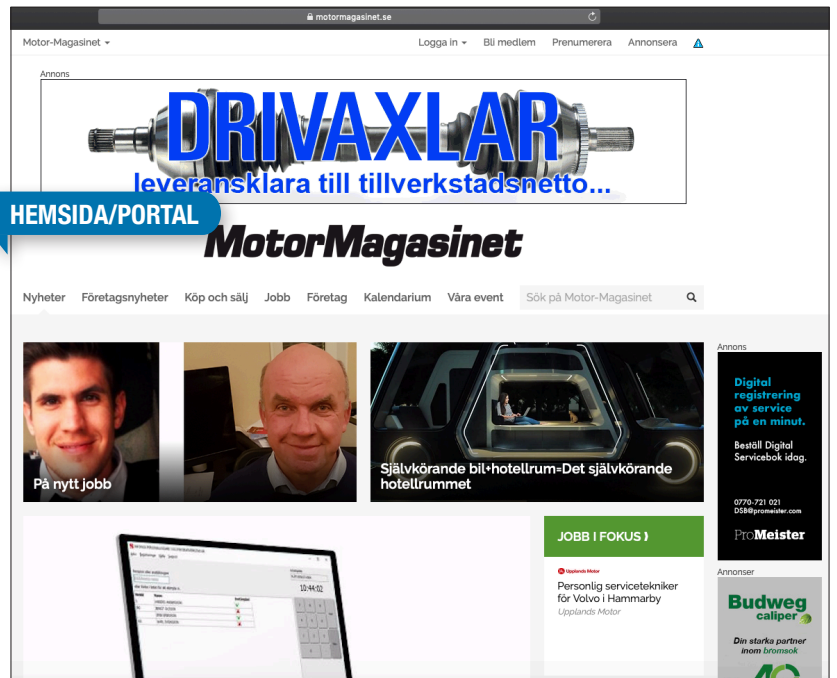 motormagasinet.se
Motor-Magasinet
Logga in
Bli medlem
Prenumerera
Annonsera
Annons
DRIVAXLAR
leveransklara till tillverkstadsnetto...
HEMSIDA/PORTAL
MotorMagasinet
Nyheter
Företagsnyheter
Köp och sälj
Jobb
Företag
Kalendarium
Våra event
Sök på Motor-Magasinet
På nytt jobb
Självkörande bil+hotellrum=Det självkörande
hotellrummet
Annons
Digital
registrering
av service
på en minut.
Beställ Digital
Servicebok idag.
0770-721 021
DSB@promeister.com
ProMeister
10:44:02
JOBB I FOKUS
Upplands Motor
Personlig servicetekniker
för Volvo i Hammarby
Upplands Motor
Annonser
Budweg
caliper
Din starka partner
inom bromsok